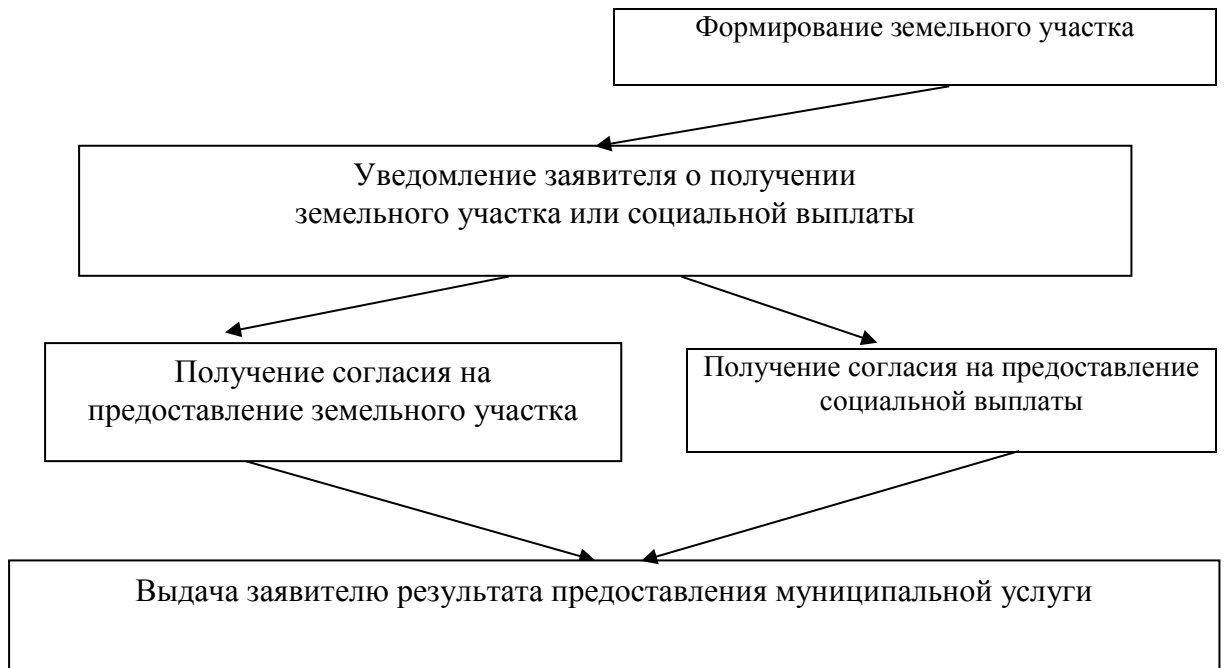 Формирование земельного участка
Уведомление заявителя о получении
земельного участка или социальной выплаты
Получение согласия на
предоставление земельного участка
Получение согласия на предоставление
социальной выплаты
Выдача заявителю результата предоставления муниципальной услуги